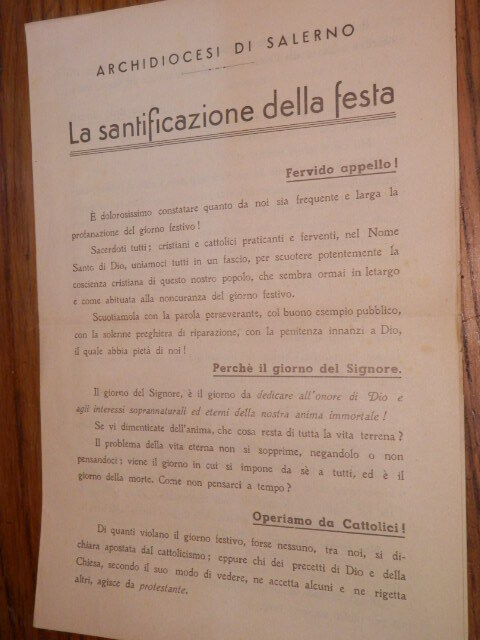 ARCHIDIOCESI DI SALERNO
La santificazione della festa
Fervido appello!
È dolorosissimo constatare quanto da noi sia frequente e larga la
profanazione del giorno festivo!
Sacerdoti tutti; cristiani e cattolici praticanti e ferventi, nel Nome
Santo di Dio, uniamoci tutti in un fascio, per scuotere potentemente la
coscienza cristiana di questo nostro popolo, che sembra ormai in letargo
e come abituata alla noncuranza del giorno festivo.
Scuotiamola con la parola perseverante, col buono esempio pubblico,
con la solenne preghiera di riparazione, con la penitenza innanzi a Dio,
il quale abbia pietà di noi!
Perchè il giorno del Signore.
Il giorno del Signore, è il giorno da dedicare all'onore di Dio e
agli interessi soprannaturali ed eterni della nostra anima immortale!
Se vi dimenticate dell'anima, che cosa resta di tutta la vita terrena?
Il problema della vita eterna non si sopprime, negandolo o non
pensandoci; viene il giorno in cui si impone da sè a tutti, ed è il
giorno della morte. Come non pensarci a tempo?
Operiamo da Cattolici!
Di quanti violano il giorno festivo, forse nessuno, tra noi, si di-
chiara apostata dal cattolicismo; eppure chi dei precetti di Dio e della
Chiesa, secondo il suo modo di vedere, ne accetta alcuni e ne rigetta
altri, agisce da protestante.